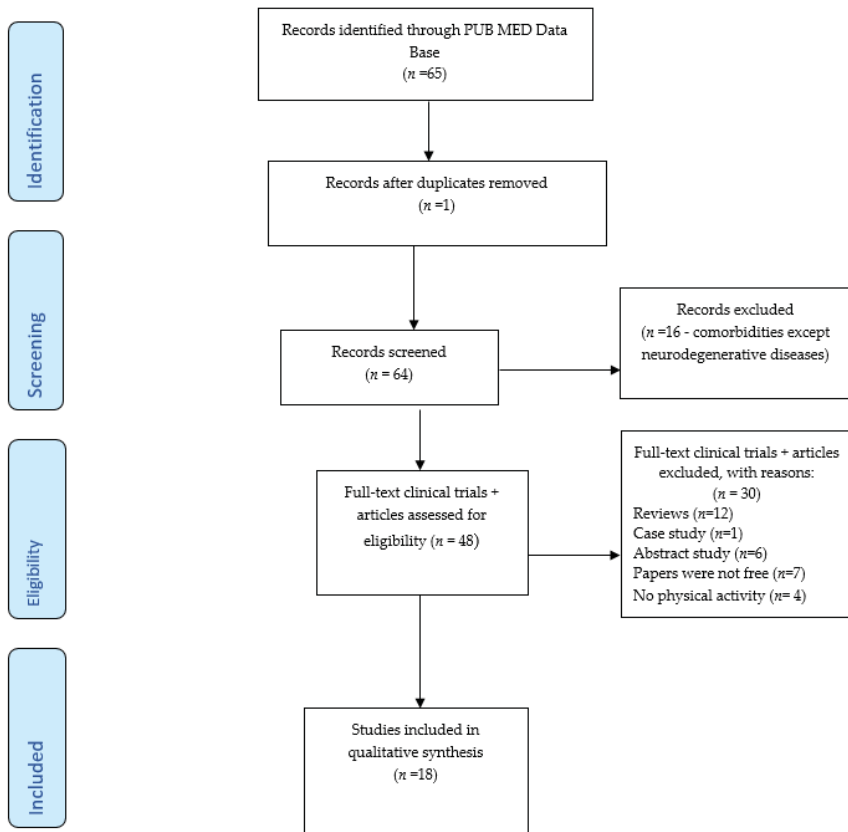 Identification
Records identified through PUB MED Data
Base
(n =65)
Records after duplicates removed
(n =1)
Screening
Records screened
(n = 64)
Records excluded
(n =16 - comorbidities except
neurodegenerative diseases)
Eligibility
Full-text clinical trials +
articles assessed for
eligibility (n = 48)
Full-text clinical trials + articles
excluded, with reasons:
(n = 30)
Reviews (n=12)
Case study (n=1)
Abstract study (n=6)
Papers were not free (n=7)
No physical activity (n= 4)
Included
Studies included in
qualitative synthesis
(n =18)